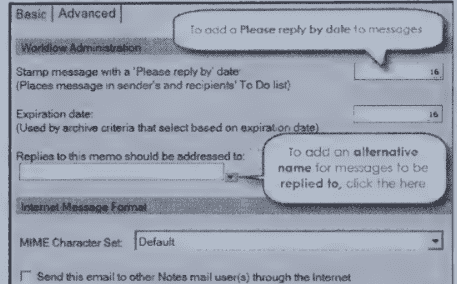 Basic Advanced
To add a Please reply by date to messages
Workflow Administration
Stamp message with a 'Please reply by' date: 16
(Places message in sender's and recipients' To Do list)
Expiration date: 16
(Used by archive criteria that select based on expiration date)
Replies to this memo should be addressed to:
To add an alternative
name for messages to be
replied to, click the here
Internet Message Format
MIME Character Set: Default
Send this email to other Notes mail user(s) through the Internet